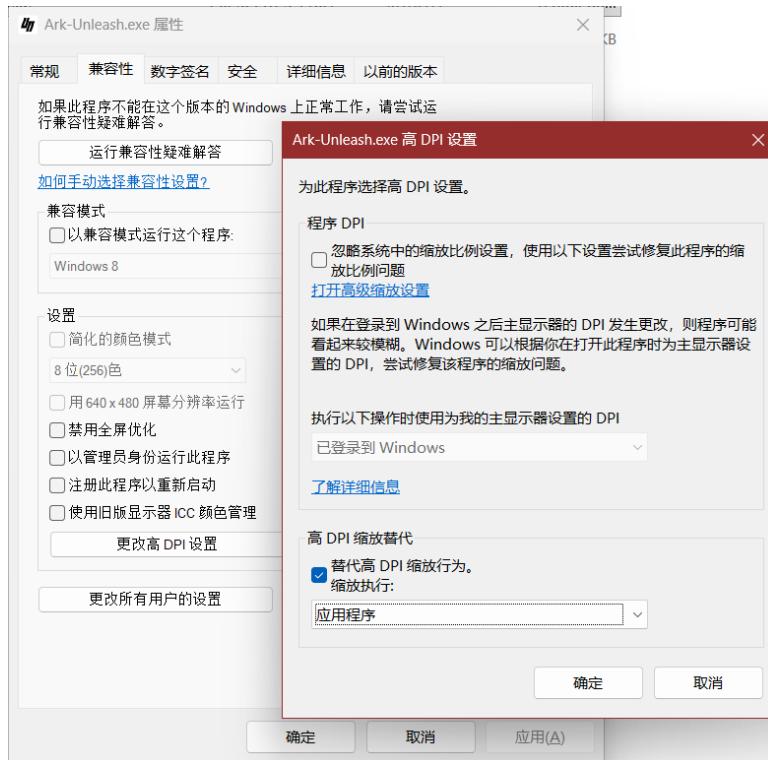 Ark-Unleash.exe 属性
KB
常规
兼容性
数字签名
安全
详细信息
以前的版本
如果此程序不能在这个版本的 Windows 上正常工作，请尝试运
行兼容性疑难解答。
运行兼容性疑难解答
如何手动选择兼容性设置?
兼容模式
以兼容模式运行这个程序:
Windows 8
设置
简化的颜色模式
8 位(256)色
用 640 x 480 屏幕分辨率运行
禁用全屏优化
以管理员身份运行此程序
注册此程序以重新启动
使用旧版显示器 ICC 颜色管理
更改高 DPI 设置
更改所有用户的设置
确定
取消
应用(A)
Ark-Unleash.exe 高 DPI 设置
为此程序选择高 DPI 设置。
程序 DPI
忽略系统中的缩放比例设置，使用以下设置尝试修复此程序的缩
放比例问题
打开高级缩放设置
如果在登录到 Windows 之后主显示器的 DPI 发生更改，则程序可能
看起来较模糊。Windows 可以根据你在打开此程序时为主显示器设
置的 DPI，尝试修复该程序的缩放问题。
执行以下操作时使用为我的主显示器设置的 DPI
已登录到 Windows
了解详细信息
高 DPI 缩放替代
替代高 DPI 缩放行为。
缩放执行:
应用程序
确定
取消